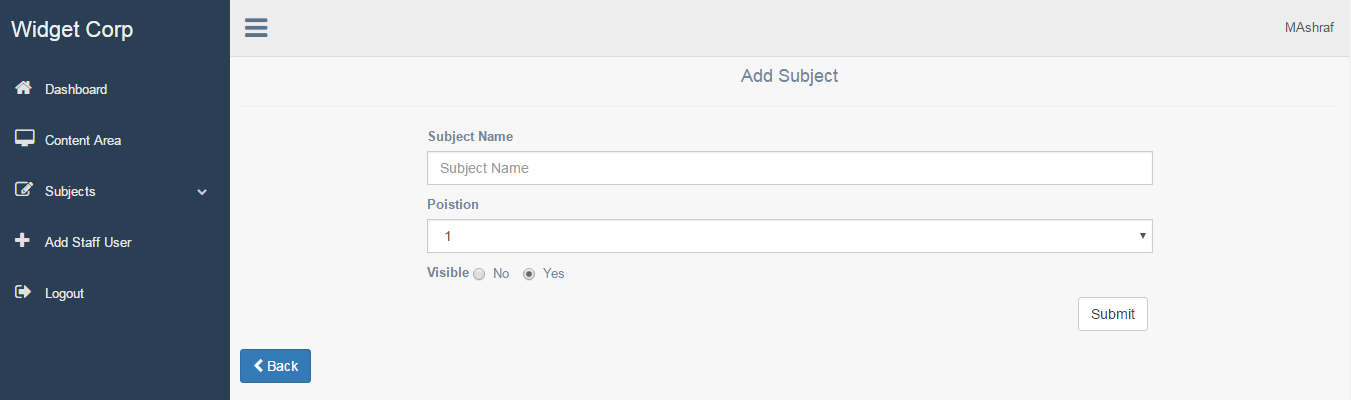 Widget Corp
MAshraf
Dashboard
Content Area
Subjects
Add Staff User
Logout
Add Subject
Subject Name
Subject Name
Poistion
1
Visible No Yes
Submit
Back